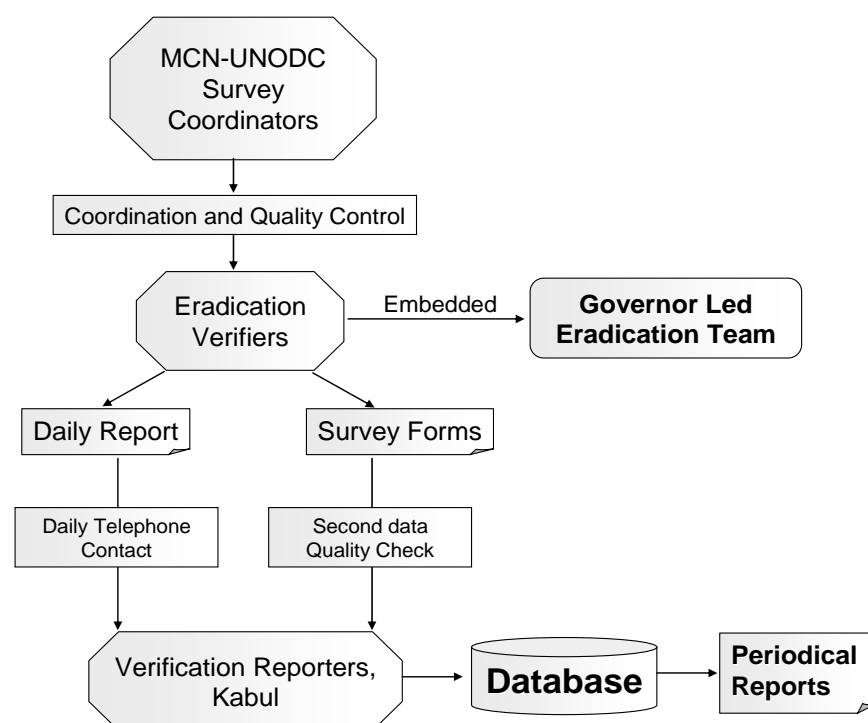 MCN-UNODC
Survey
Coordinators
Coordination and Quality Control
Eradication
Verifiers
Embedded
Governor Led
Eradication Team
Daily Report
Survey Forms
Daily Telephone
Contact
Second data
Quality Check
Verification Reporters,
Kabul
Database
Periodical
Reports